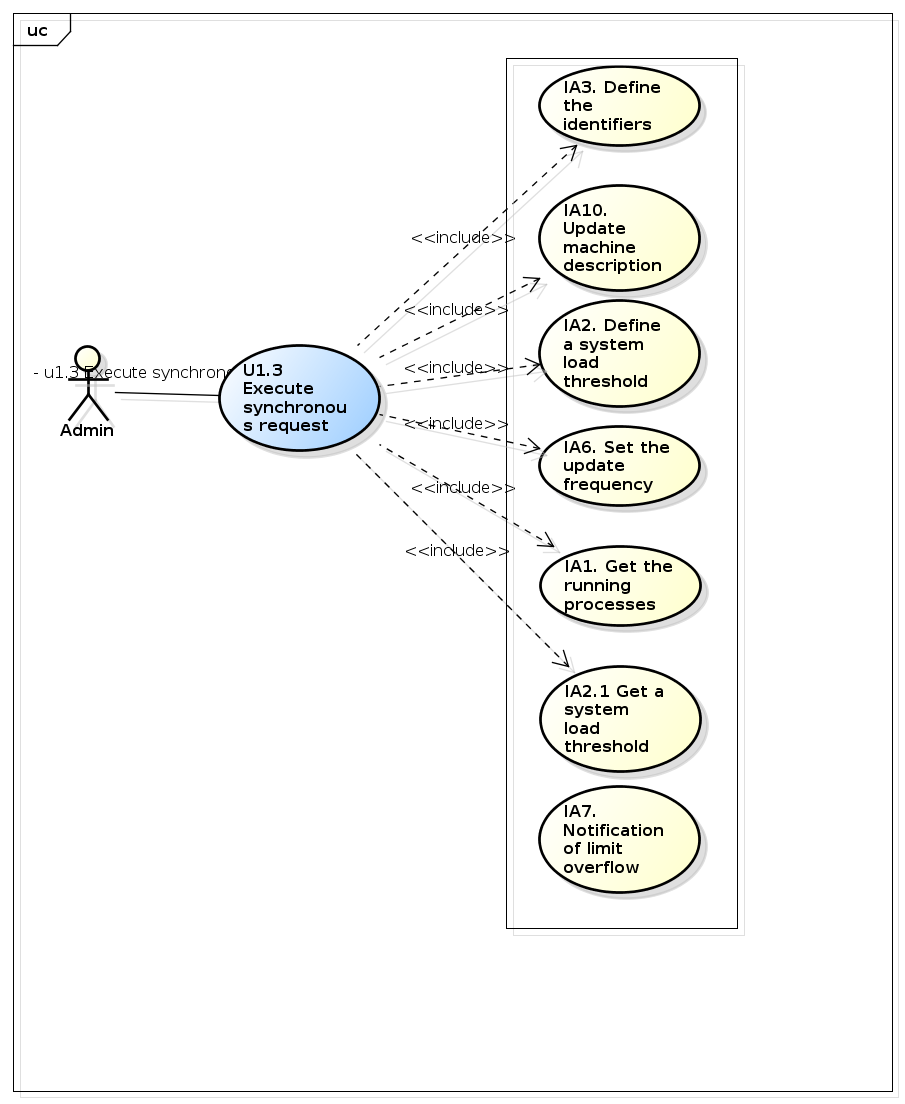 uc
IA3. Define
the
identifiers
<<include>>
IA10.
Update
machine
description
<<include>>
IA2. Define
a system
load
threshold
<<include>>
- u1.3 Execute synchrono
U1.3
Execute
synchronou
s request
Admin
<<include>>
IA6. Set the
update
frequency
<<include>>
IA1. Get the
running
processes
<<include>>
IA2.1 Get a
system
load
threshold
IA7.
Notification
of limit
overflow